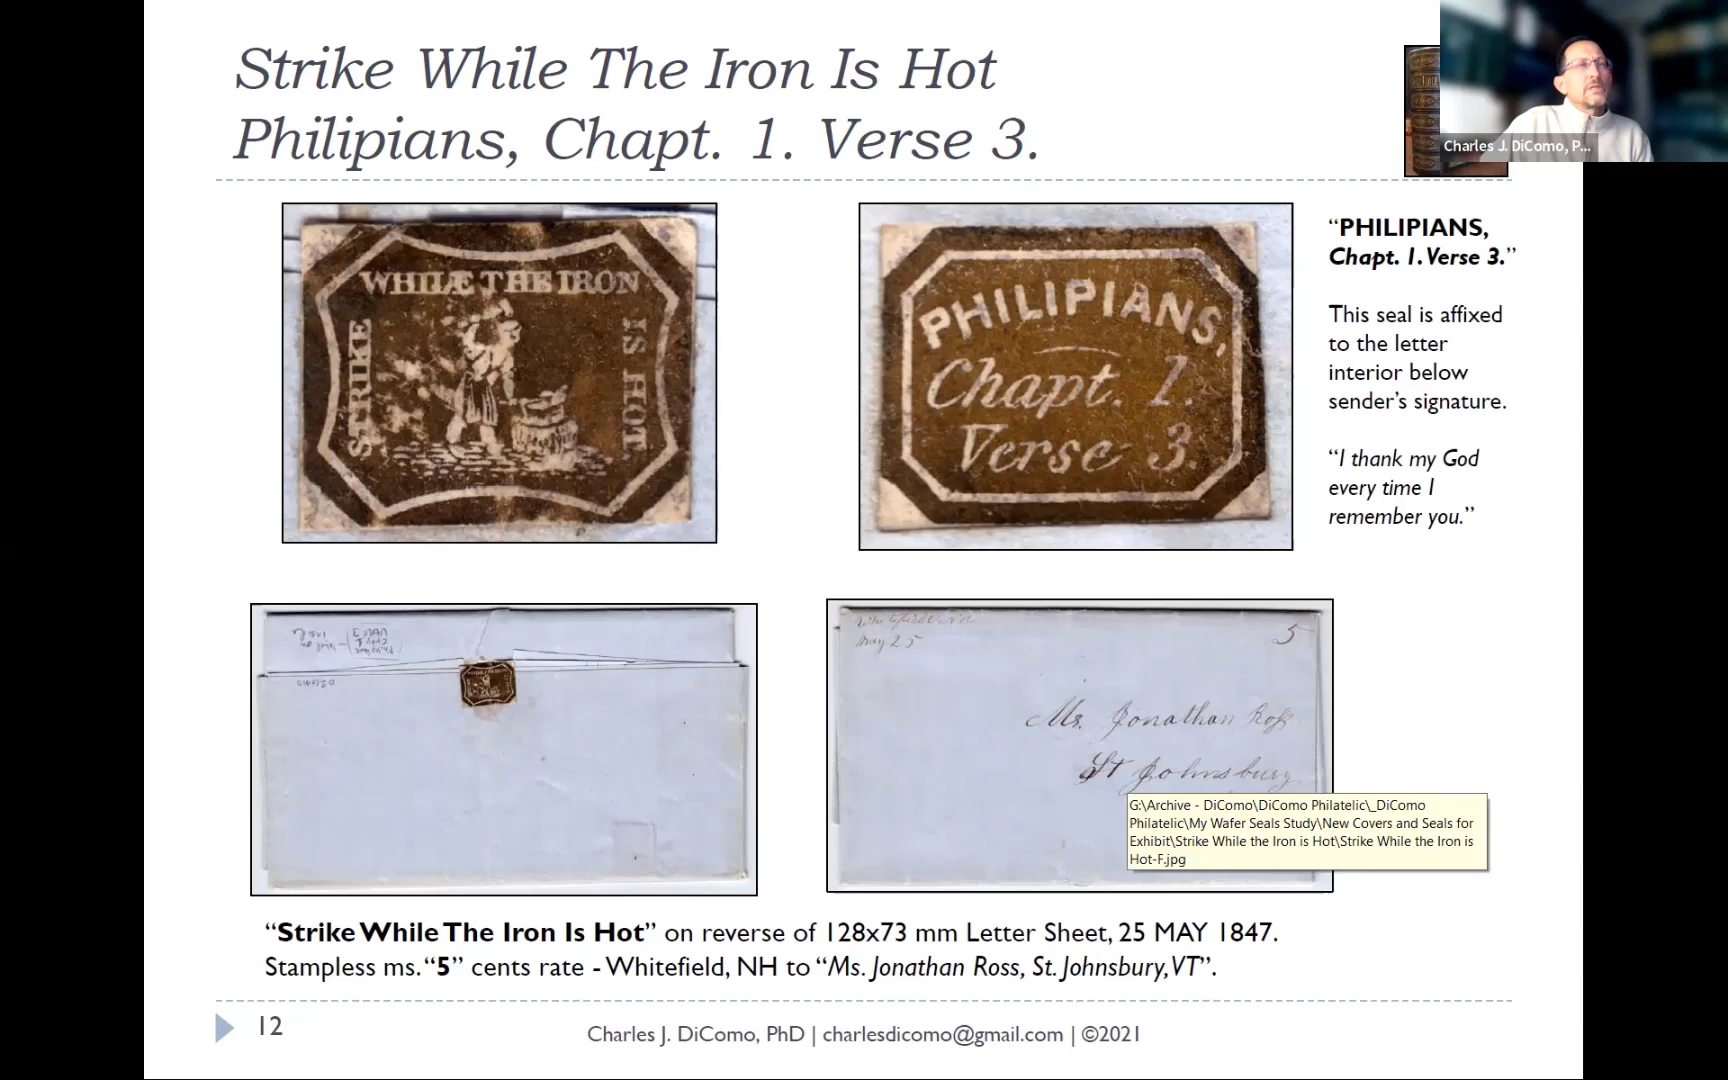 Strike While The Iron Is Hot
Philipians, Chapt. 1. Verse 3.
Charles J. DiComo, P...
WHILE THE IRON
STRIKE
IS HOT
PHILIPIANS,
Chapt. 1.
Verse 3.
“PHILIPIANS,
Chapt. 1. Verse 3.”
This seal is affixed
to the letter
interior below
sender’s signature.
“I thank my God
every time I
remember you.”
DiComo
May 25
5
Ms. Jonathan Ross
St Johnsbury
G:\Archive - DiComo\DiComo Philatelic\_DiComo
Philatelic\My Wafer Seals Study\New Covers and Seals for
Exhibit\Strike While the Iron is Hot\Strike While the Iron is
Hot-F.jpg
“Strike While The Iron Is Hot” on reverse of 128x73 mm Letter Sheet, 25 MAY 1847.
Stampless ms. “5” cents rate - Whitefield, NH to “Ms. Jonathan Ross, St. Johnsbury, VT”.
12
Charles J. DiComo, PhD | charlesdicomo@gmail.com | ©2021